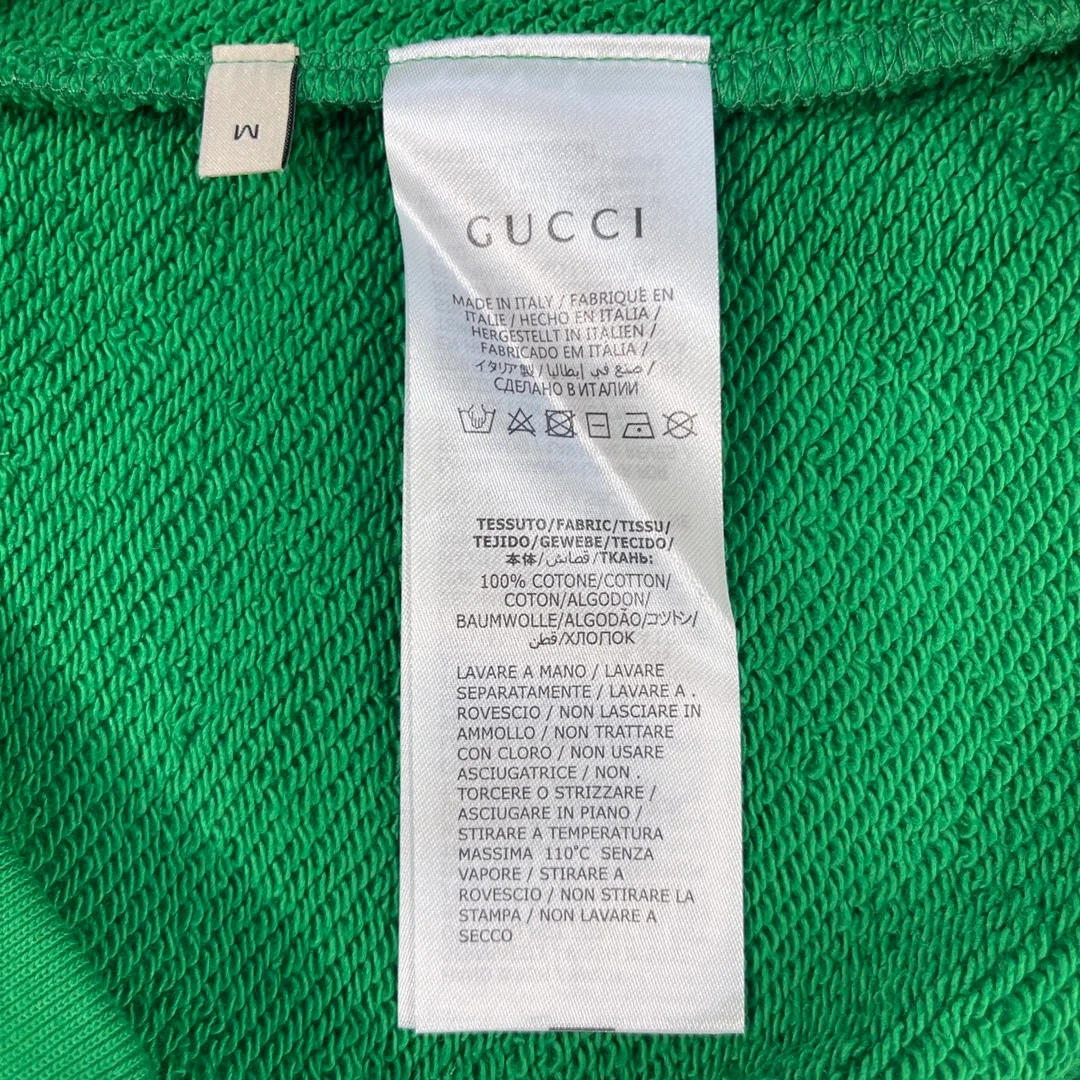 M
GUCCI
MADE IN ITALY / FABRIQUÉ EN
ITALIE / HECHO EN ITALIA /
HERGESTELLT IN ITALIEN /
FABRICADO EM ITÁLIA /
イタリア製 / صنع في إيطاليا /
СДЕЛАНО В ИТАЛИИ
TESSUTO/FABRIC/TISSU/
TEJIDO/GEWEBE/TECIDO/
本体/قماش/ТКАНЬ:
100% COTONE/COTTON/
COTON/ALGODON/
BAUMWOLLE/ALGODÃO/コットン/
قطن/ХЛОПОК
LAVARE A MANO / LAVARE
SEPARATAMENTE / LAVARE A .
ROVESCIO / NON LASCIARE IN
AMMOLLO / NON TRATTARE
CON CLORO / NON USARE
ASCIUGATRICE / NON .
TORCERE O STRIZZARE /
ASCIUGARE IN PIANO /
STIRARE A TEMPERATURA
MASSIMA 110°C SENZA
VAPORE / STIRARE A
ROVESCIO / NON STIRARE LA
STAMPA / NON LAVARE A
SECCO